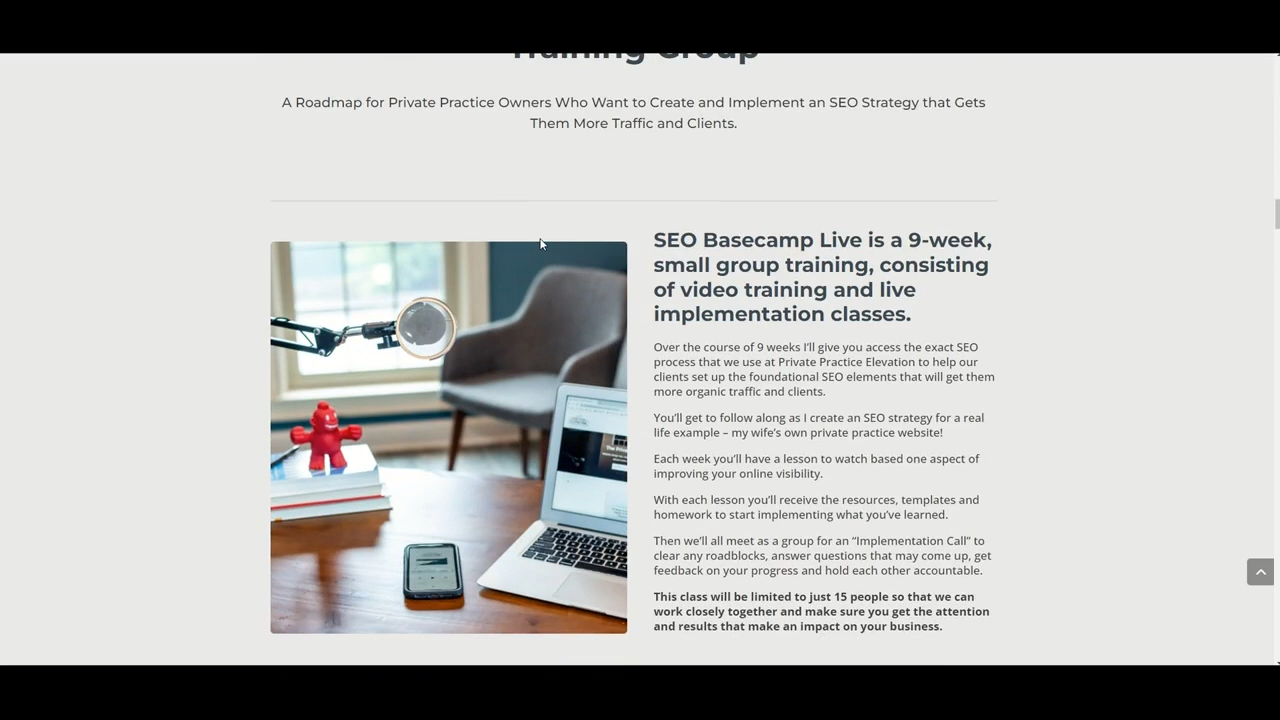 Training Group
A Roadmap for Private Practice Owners Who Want to Create and Implement an SEO Strategy that Gets
Them More Traffic and Clients.
SEO Basecamp Live is a 9-week,
small group training, consisting
of video training and live
implementation classes.
Over the course of 9 weeks I’ll give you access the exact SEO
process that we use at Private Practice Elevation to help our
clients set up the foundational SEO elements that will get them
more organic traffic and clients.
You’ll get to follow along as I create an SEO strategy for a real
life example – my wife’s own private practice website!
Each week you’ll have a lesson to watch based one aspect of
improving your online visibility.
With each lesson you’ll receive the resources, templates and
homework to start implementing what you’ve learned.
Then we’ll all meet as a group for an “Implementation Call” to
clear any roadblocks, answer questions that may come up, get
feedback on your progress and hold each other accountable.
This class will be limited to just 15 people so that we can
work closely together and make sure you get the attention
and results that make an impact on your business.